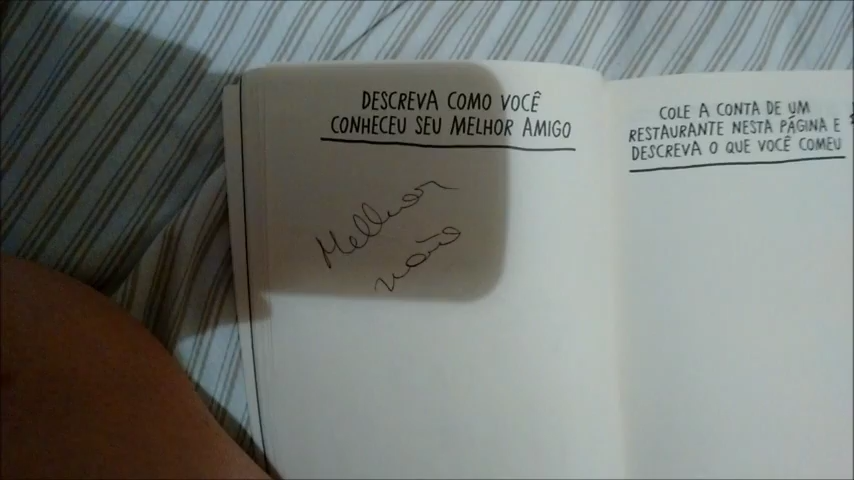 DESCREVA COMO VOCÊ
CONHECEU SEU MELHOR AMIGO
Melhor
não
COLE A CONTA DE UM
RESTAURANTE NESTA PÁGINA E
DESCREVA O QUE VOCÊ COMEU